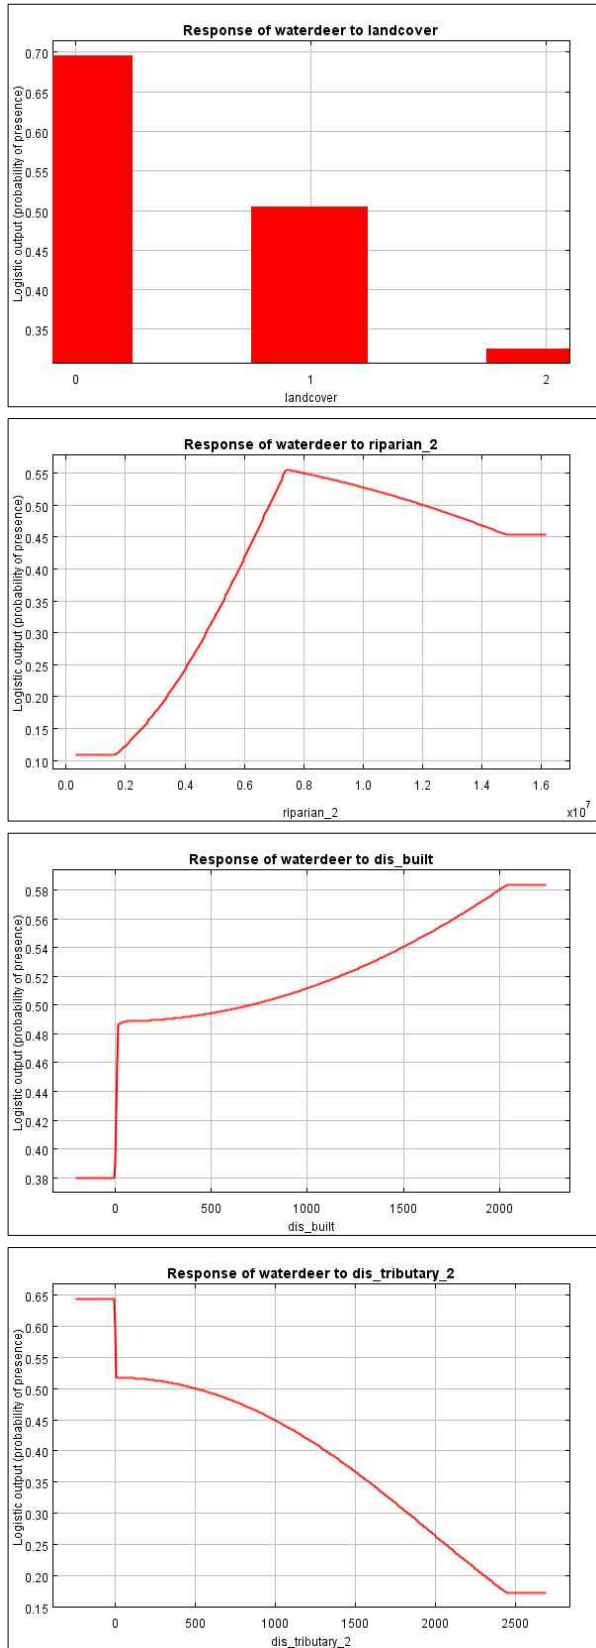 Response of waterdeer to landcover
Logistic output (probability of presence)
0.70
0.65
0.60
0.55
0.50
0.45
0.40
0.35
0 1 2
landcover
Response of waterdeer to riparian_2
Logistic output (probability of presence)
0.55
0.50
0.45
0.40
0.35
0.30
0.25
0.20
0.15
0.10
0.0 0.2 0.4 0.6 0.8 1.0 1.2 1.4 1.6
riparian_2 x10^7
Response of waterdeer to dis_built
Logistic output (probability of presence)
0.58
0.56
0.54
0.52
0.50
0.48
0.46
0.44
0.42
0.40
0.38
0 500 1000 1500 2000
dis_built
Response of waterdeer to dis_tributary_2
Logistic output (probability of presence)
0.65
0.60
0.55
0.50
0.45
0.40
0.35
0.30
0.25
0.20
0.15
0 500 1000 1500 2000 2500
dis_tributary_2